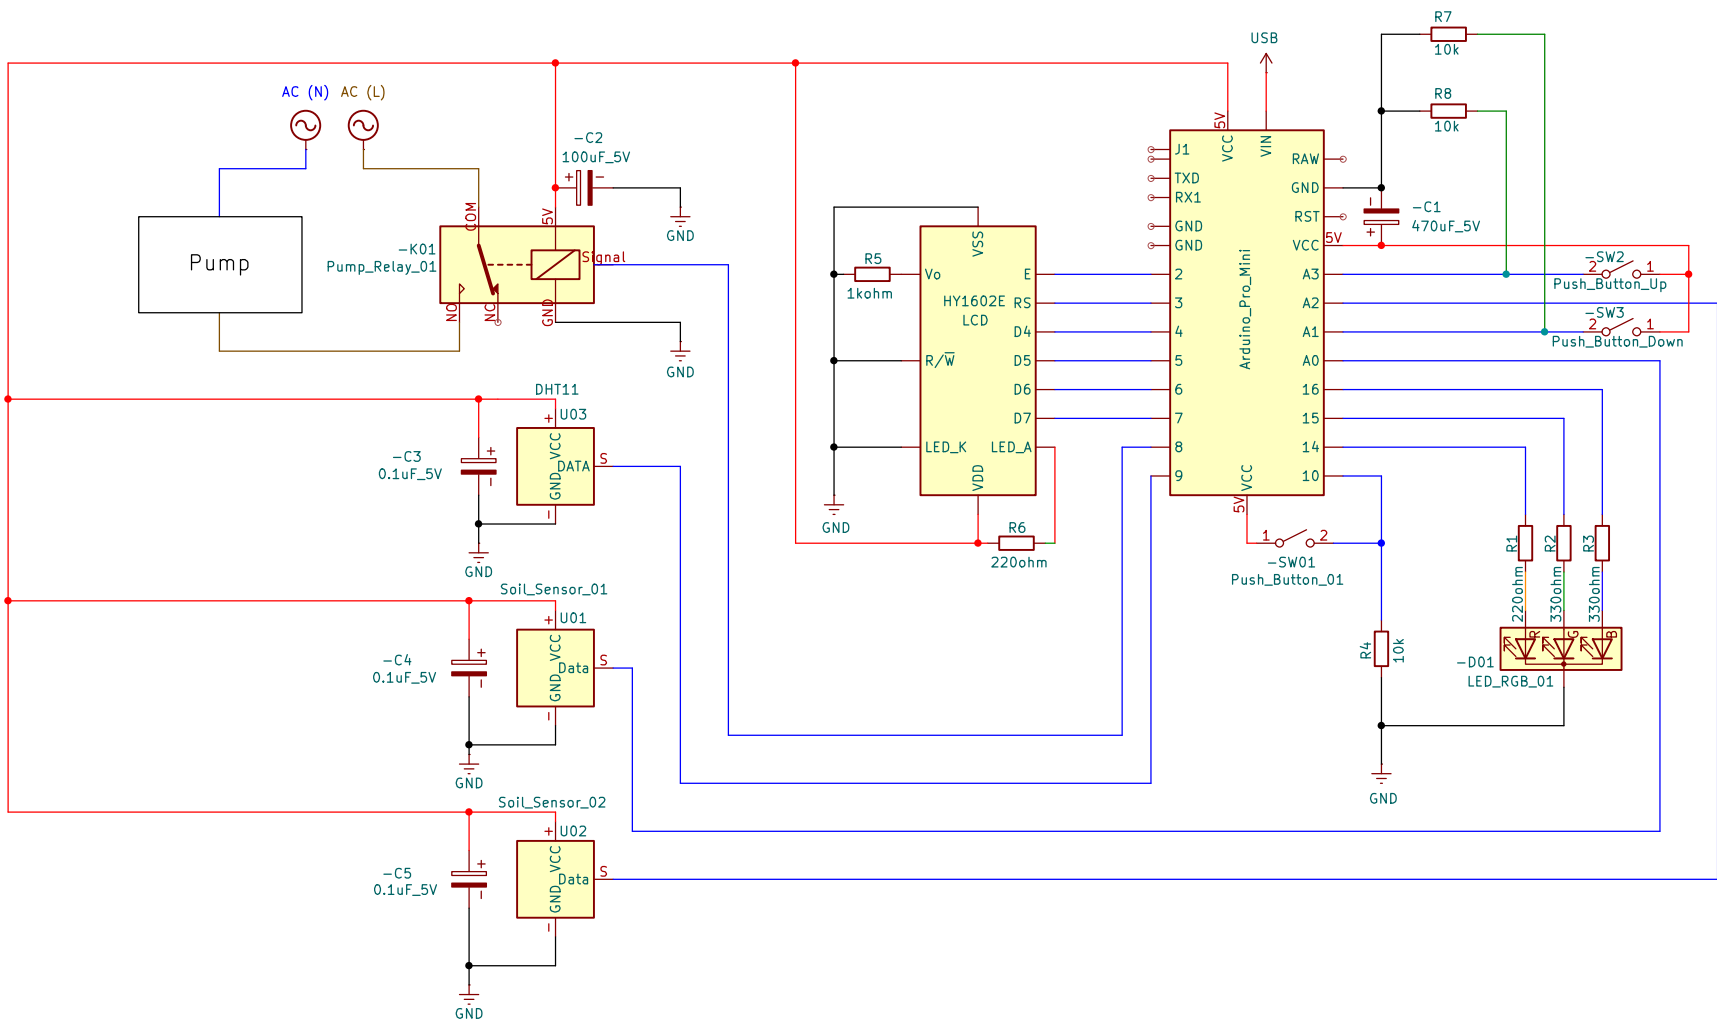 R7
10k
USB
AC (N) AC (L)
R8
10k
-C2
100uF_5V
+ -
5V
VCC
VIN
J1
TXD
RX1
GND
GND
2
3
4
5
6
7
8
9
Arduino_Pro_Mini
RAW
GND
RST
VCC
5V
A3
A2
A1
A0
16
15
14
10
VCC
5V
-
-C1
470uF_5V
+
-SW2
2 1
Push_Button_Up
-SW3
2 1
Push_Button_Down
Pump
COM
5V
-K01
Pump_Relay_01
Signal
NO
NC
GND
GND
GND
R5
1kohm
VSS
Vo
HY1602E
LCD
R/W̅
LED_K
E
RS
D4
D5
D6
D7
LED_A
VDD
GND
R6
220ohm
DHT11
+ U03
VCC
DATA
GND
S
-
+
-C3
0.1uF_5V
-
GND
Soil_Sensor_01
+ U01
VCC
Data
GND
S
-
+
-C4
0.1uF_5V
-
GND
Soil_Sensor_02
+ U02
VCC
Data
GND
S
-
+
-C5
0.1uF_5V
-
GND
1 2
-SW01
Push_Button_01
R4
10k
GND
R1
220ohm
R2
330ohm
R3
330ohm
R
G
B
-D01
LED_RGB_01